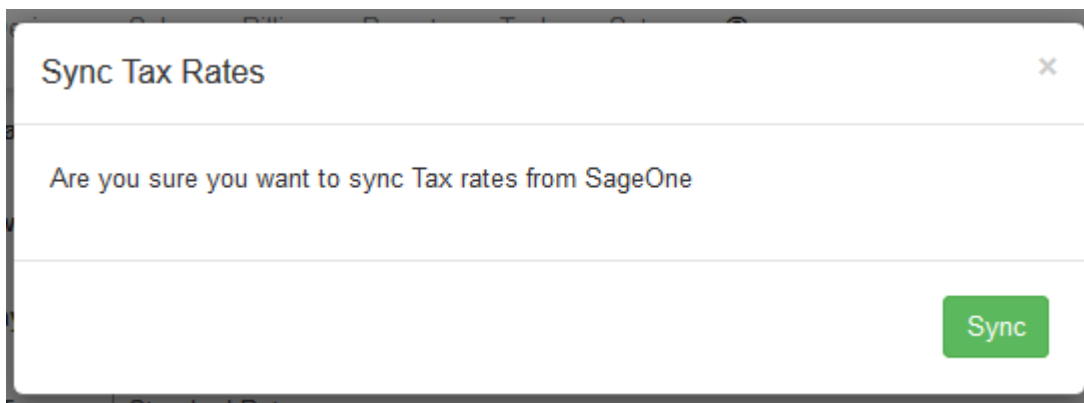 Sync Tax Rates
×
Are you sure you want to sync Tax rates from SageOne
Sync